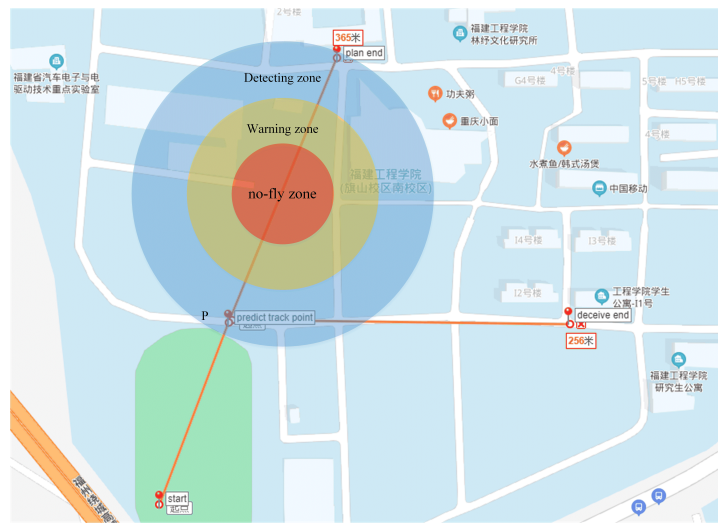 2号楼
365米
plan end
福建工程学院
林纾文化研究所
福建省汽车电子与电
驱动技术重点实验室
Detecting zone
G4号楼
4号楼
5号楼
H5号楼
功夫粥
重庆小面
4号楼
Warning zone
水煮鱼/韩式汤煲
福建工程学院
(旗山校区南校区)
no-fly zone
中国移动
I4号楼
I3号楼
I2号楼
工程学院学生
公寓-I1号
P
predict track point
deceive end
256米
福建工程学院
研究生公寓
start
起点